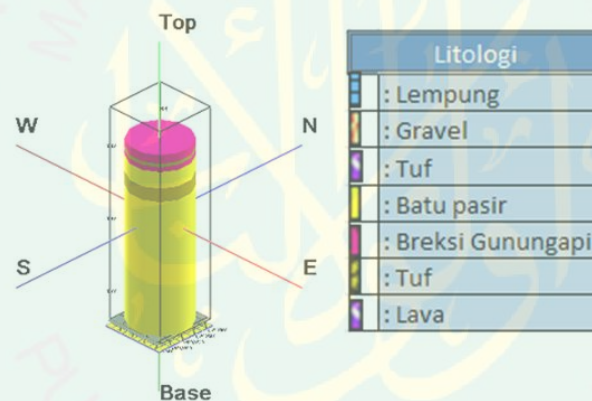 Top
W
N
S
E
Base
Litologi
: Lempung
: Gravel
: Tuf
: Batu pasir
: Breksi Gunungapi
: Tuf
: Lava